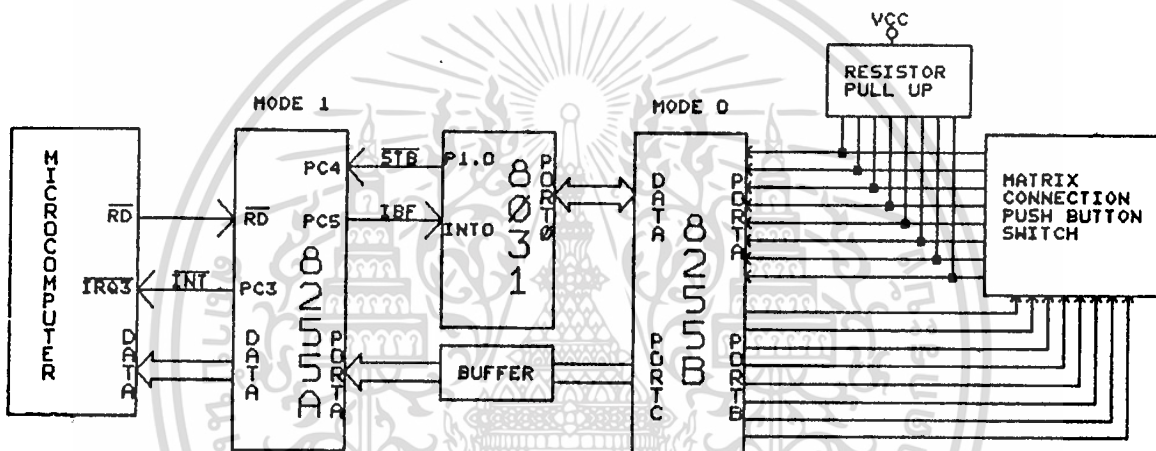 VCC
RESISTOR
PULL UP
MODE 1
MODE 0
MICROCOMPUTER
RD
IRQ3
DATA
INT
RD
PC4
PC5
PC3
8255A
DATA
PORTA
STB
IBF
P1.0
INT0
8031
PORT0
BUFFER
DATA
PORTA
8255B
PORTC
PORTB
MATRIX
CONNECTION
PUSH BUTTON
SWITCH